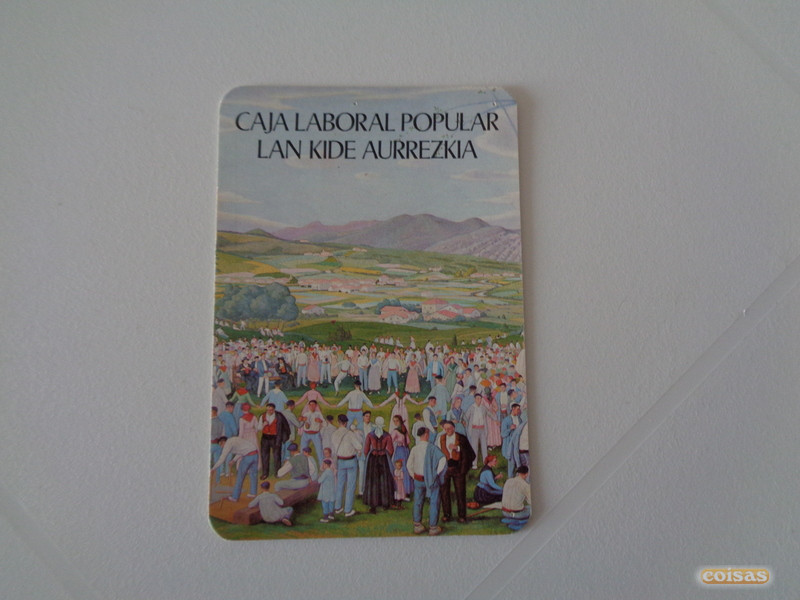 CAJA LABORAL POPULAR
LAN KIDE AURREZKIA
coisas